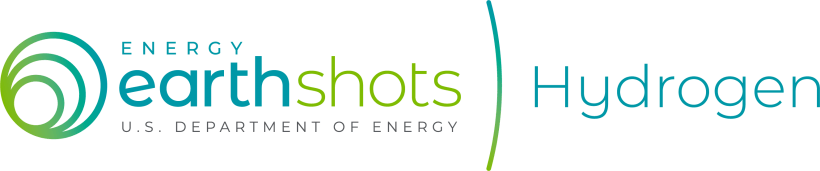 ENERGY
earthshots
U.S. DEPARTMENT OF ENERGY
Hydrogen